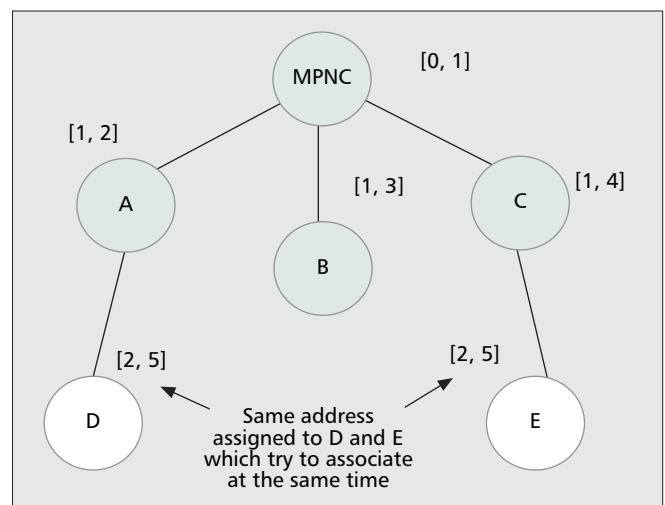 MPNC
[0, 1]
[1, 2]
A
[1, 3]
B
C
[1, 4]
[2, 5]
D
[2, 5]
E
Same address
assigned to D and E
which try to associate
at the same time